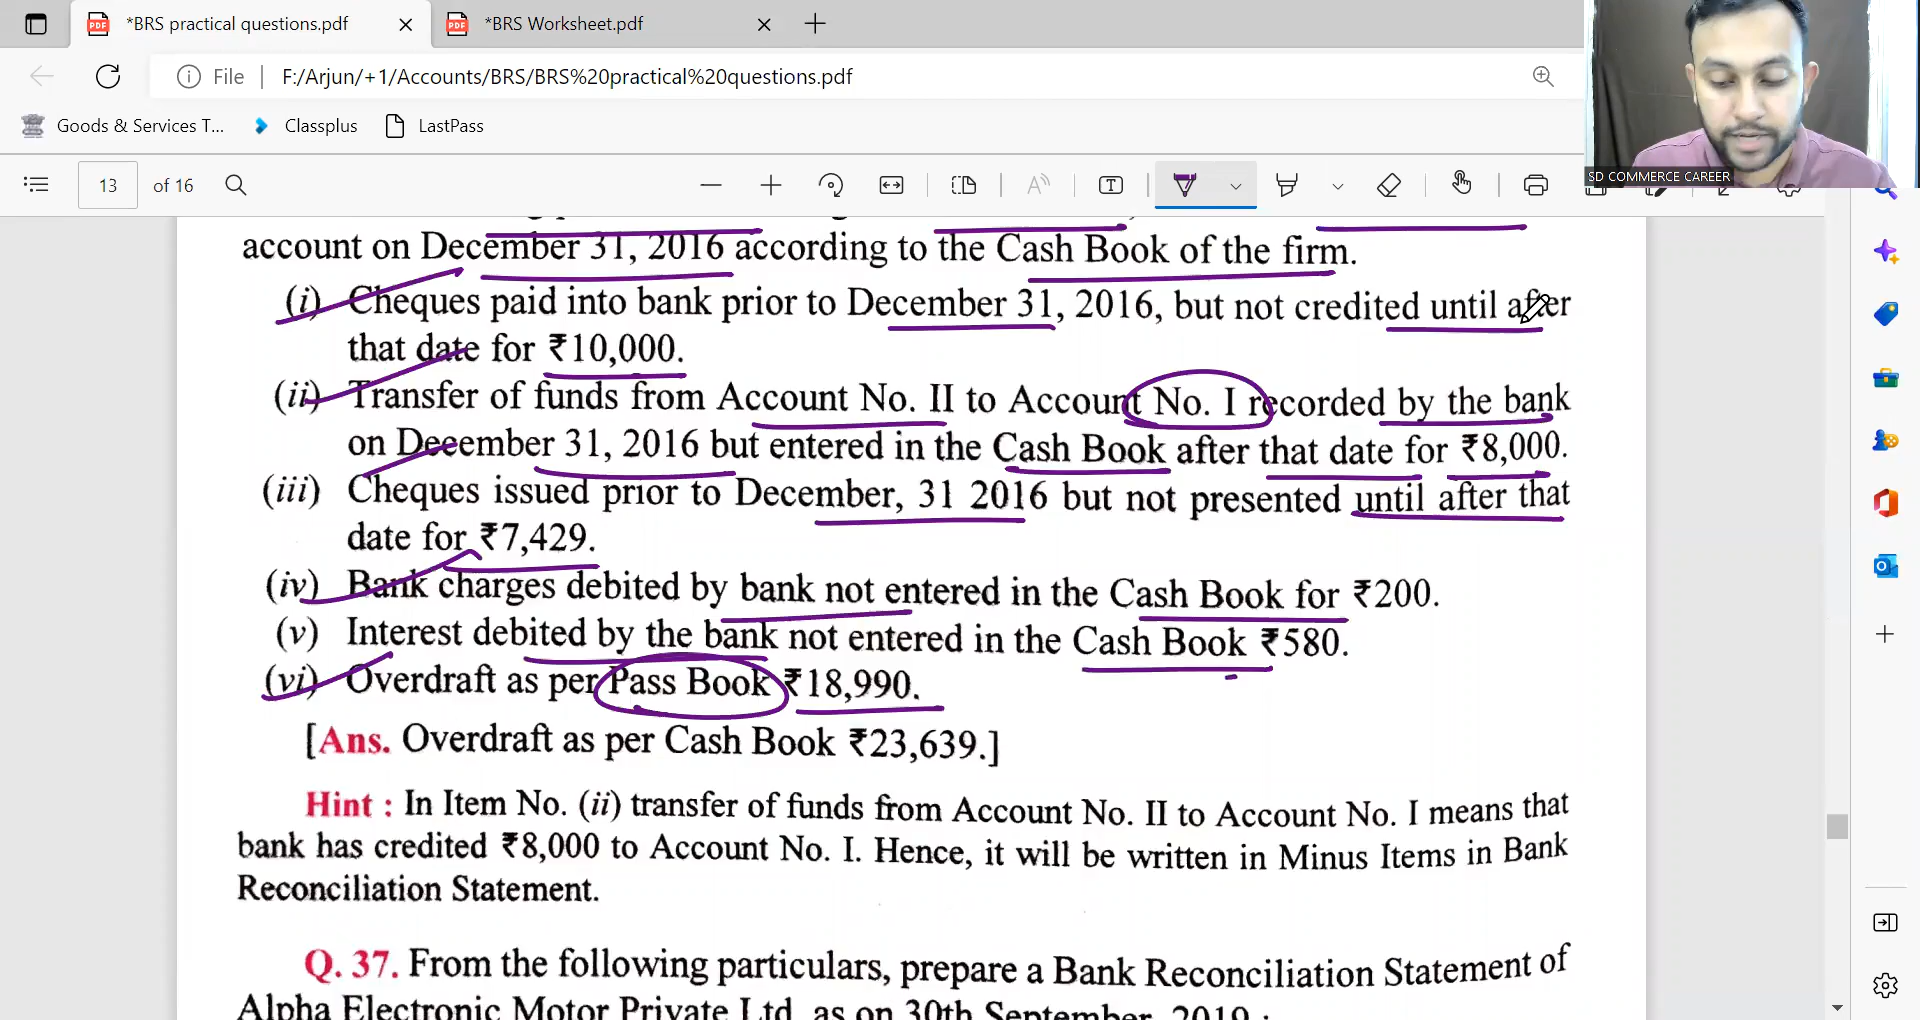 *BRS practical questions.pdf
*BRS Worksheet.pdf
File
F:/Arjun/+1/Accounts/BRS/BRS%20practical%20questions.pdf
Goods & Services T...
Classplus
LastPass
13 of 16
SD COMMERCE CAREER
account on December 31, 2016 according to the Cash Book of the firm.
(i) Cheques paid into bank prior to December 31, 2016, but not credited until after
that date for ₹10,000.
(ii) Transfer of funds from Account No. II to Account No. I recorded by the bank
on December 31, 2016 but entered in the Cash Book after that date for ₹8,000.
(iii) Cheques issued prior to December, 31 2016 but not presented until after that
date for ₹7,429.
(iv) Bank charges debited by bank not entered in the Cash Book for ₹200.
(v) Interest debited by the bank not entered in the Cash Book ₹580.
(vi) Overdraft as per Pass Book ₹18,990.
[Ans. Overdraft as per Cash Book ₹23,639.]
Hint : In Item No. (ii) transfer of funds from Account No. II to Account No. I means that
bank has credited ₹8,000 to Account No. I. Hence, it will be written in Minus Items in Bank
Reconciliation Statement.
Q. 37. From the following particulars, prepare a Bank Reconciliation Statement of
Alpha Electronic Motor Private Ltd. as on 30th September, 2019 :